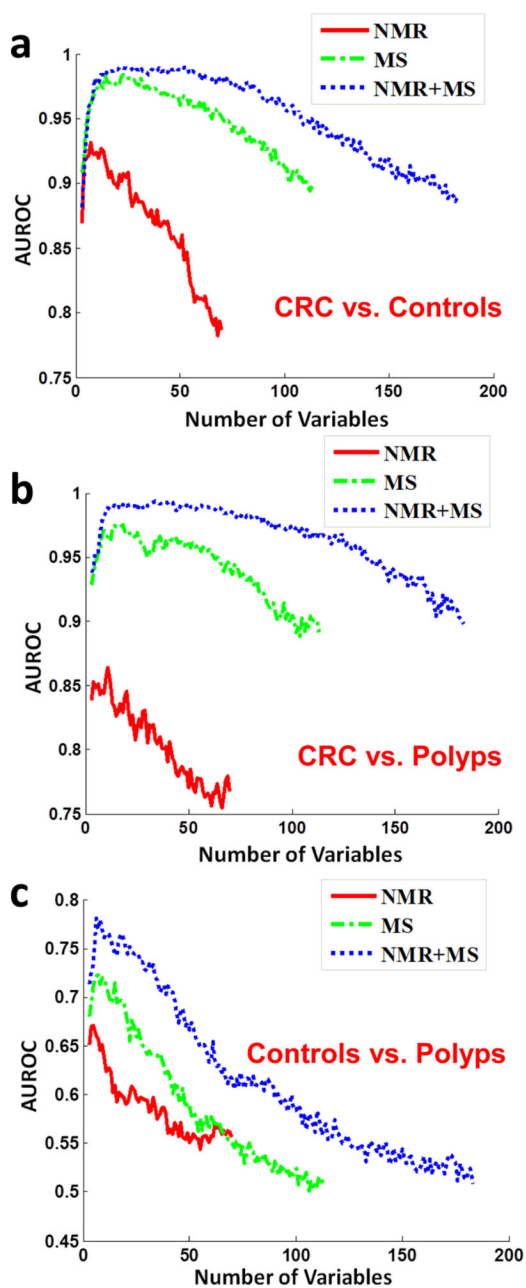 a
NMR
MS
NMR+MS
1
0.95
0.9
0.85
0.8
0.75
AUROC
CRC vs. Controls
0
50
100
150
200
Number of Variables
b
NMR
MS
NMR+MS
1
0.95
0.9
0.85
0.8
0.75
AUROC
CRC vs. Polyps
0
50
100
150
200
Number of Variables
c
NMR
MS
NMR+MS
0.8
0.75
0.7
0.65
0.6
0.55
0.5
0.45
AUROC
Controls vs. Polyps
0
50
100
150
200
Number of Variables